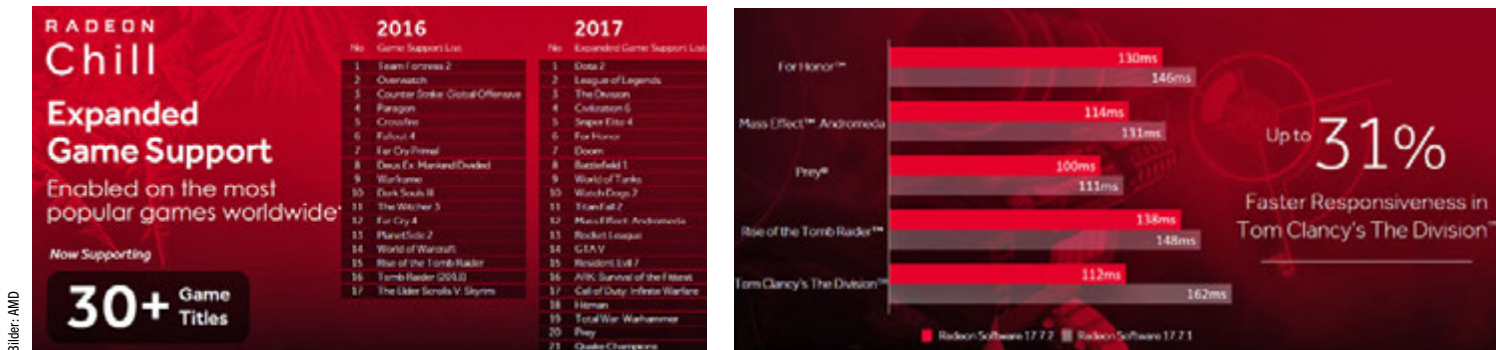 RADEON
Chill
Expanded
Game Support
Enabled on the most
popular games worldwide*
Now Supporting
30+ Game
Titles
2016
No Game Support List
1 Team Fortress 2
2 Overwatch
3 Counter Strike: Global Offensive
4 Paragon
5 Crossfire
6 Fallout 4
7 Far Cry Primal
8 Deus Ex: Mankind Divided
9 Warframe
10 Dark Souls III
11 The Witcher 3
12 Far Cry 4
13 PlanetSide 2
14 World of Warcraft
15 Rise of the Tomb Raider
16 Tomb Raider (2013)
17 The Elder Scrolls V: Skyrim
2017
No Expanded Game Support List
1 Dota 2
2 League of Legends
3 The Division
4 Civilization 6
5 Sniper Elite 4
6 For Honor
7 Doom
8 Battlefield 1
9 World of Tanks
10 Watch Dogs 2
11 TitanFall 2
12 Mass Effect: Andromeda
13 Rocket League
14 GTA V
15 Resident Evil 7
16 ARK: Survival of the Fittest
17 Call of Duty: Infinite Warfare
18 Hitman
19 Total War: Warhammer
20 Prey
21 Quake Champions
Bilder: AMD
For Honor™
130ms
146ms
Mass Effect™ Andromeda
114ms
131ms
Prey®
100ms
111ms
Rise of the Tomb Raider™
138ms
148ms
Tom Clancy's The Division™
112ms
162ms
Radeon Software 17.7.2 Radeon Software 17.7.1
Up to 31%
Faster Responsiveness in
Tom Clancy's The Division™